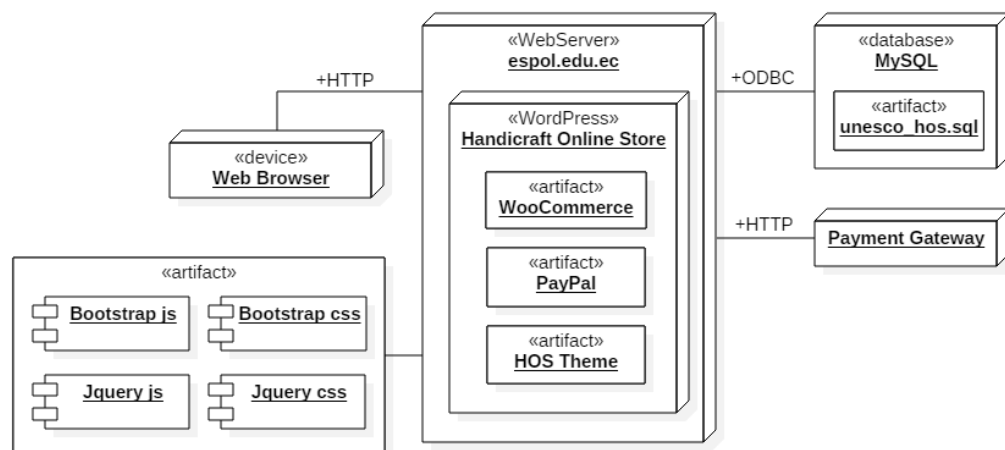 «WebServer»
espol.edu.ec
«WordPress»
Handicraft Online Store
«artifact»
WooCommerce
«artifact»
PayPal
«artifact»
HOS Theme
+HTTP
«device»
Web Browser
«artifact»
Bootstrap js
Bootstrap css
Jquery js
Jquery css
+ODBC
«database»
MySQL
«artifact»
unesco_hos.sql
+HTTP
Payment Gateway